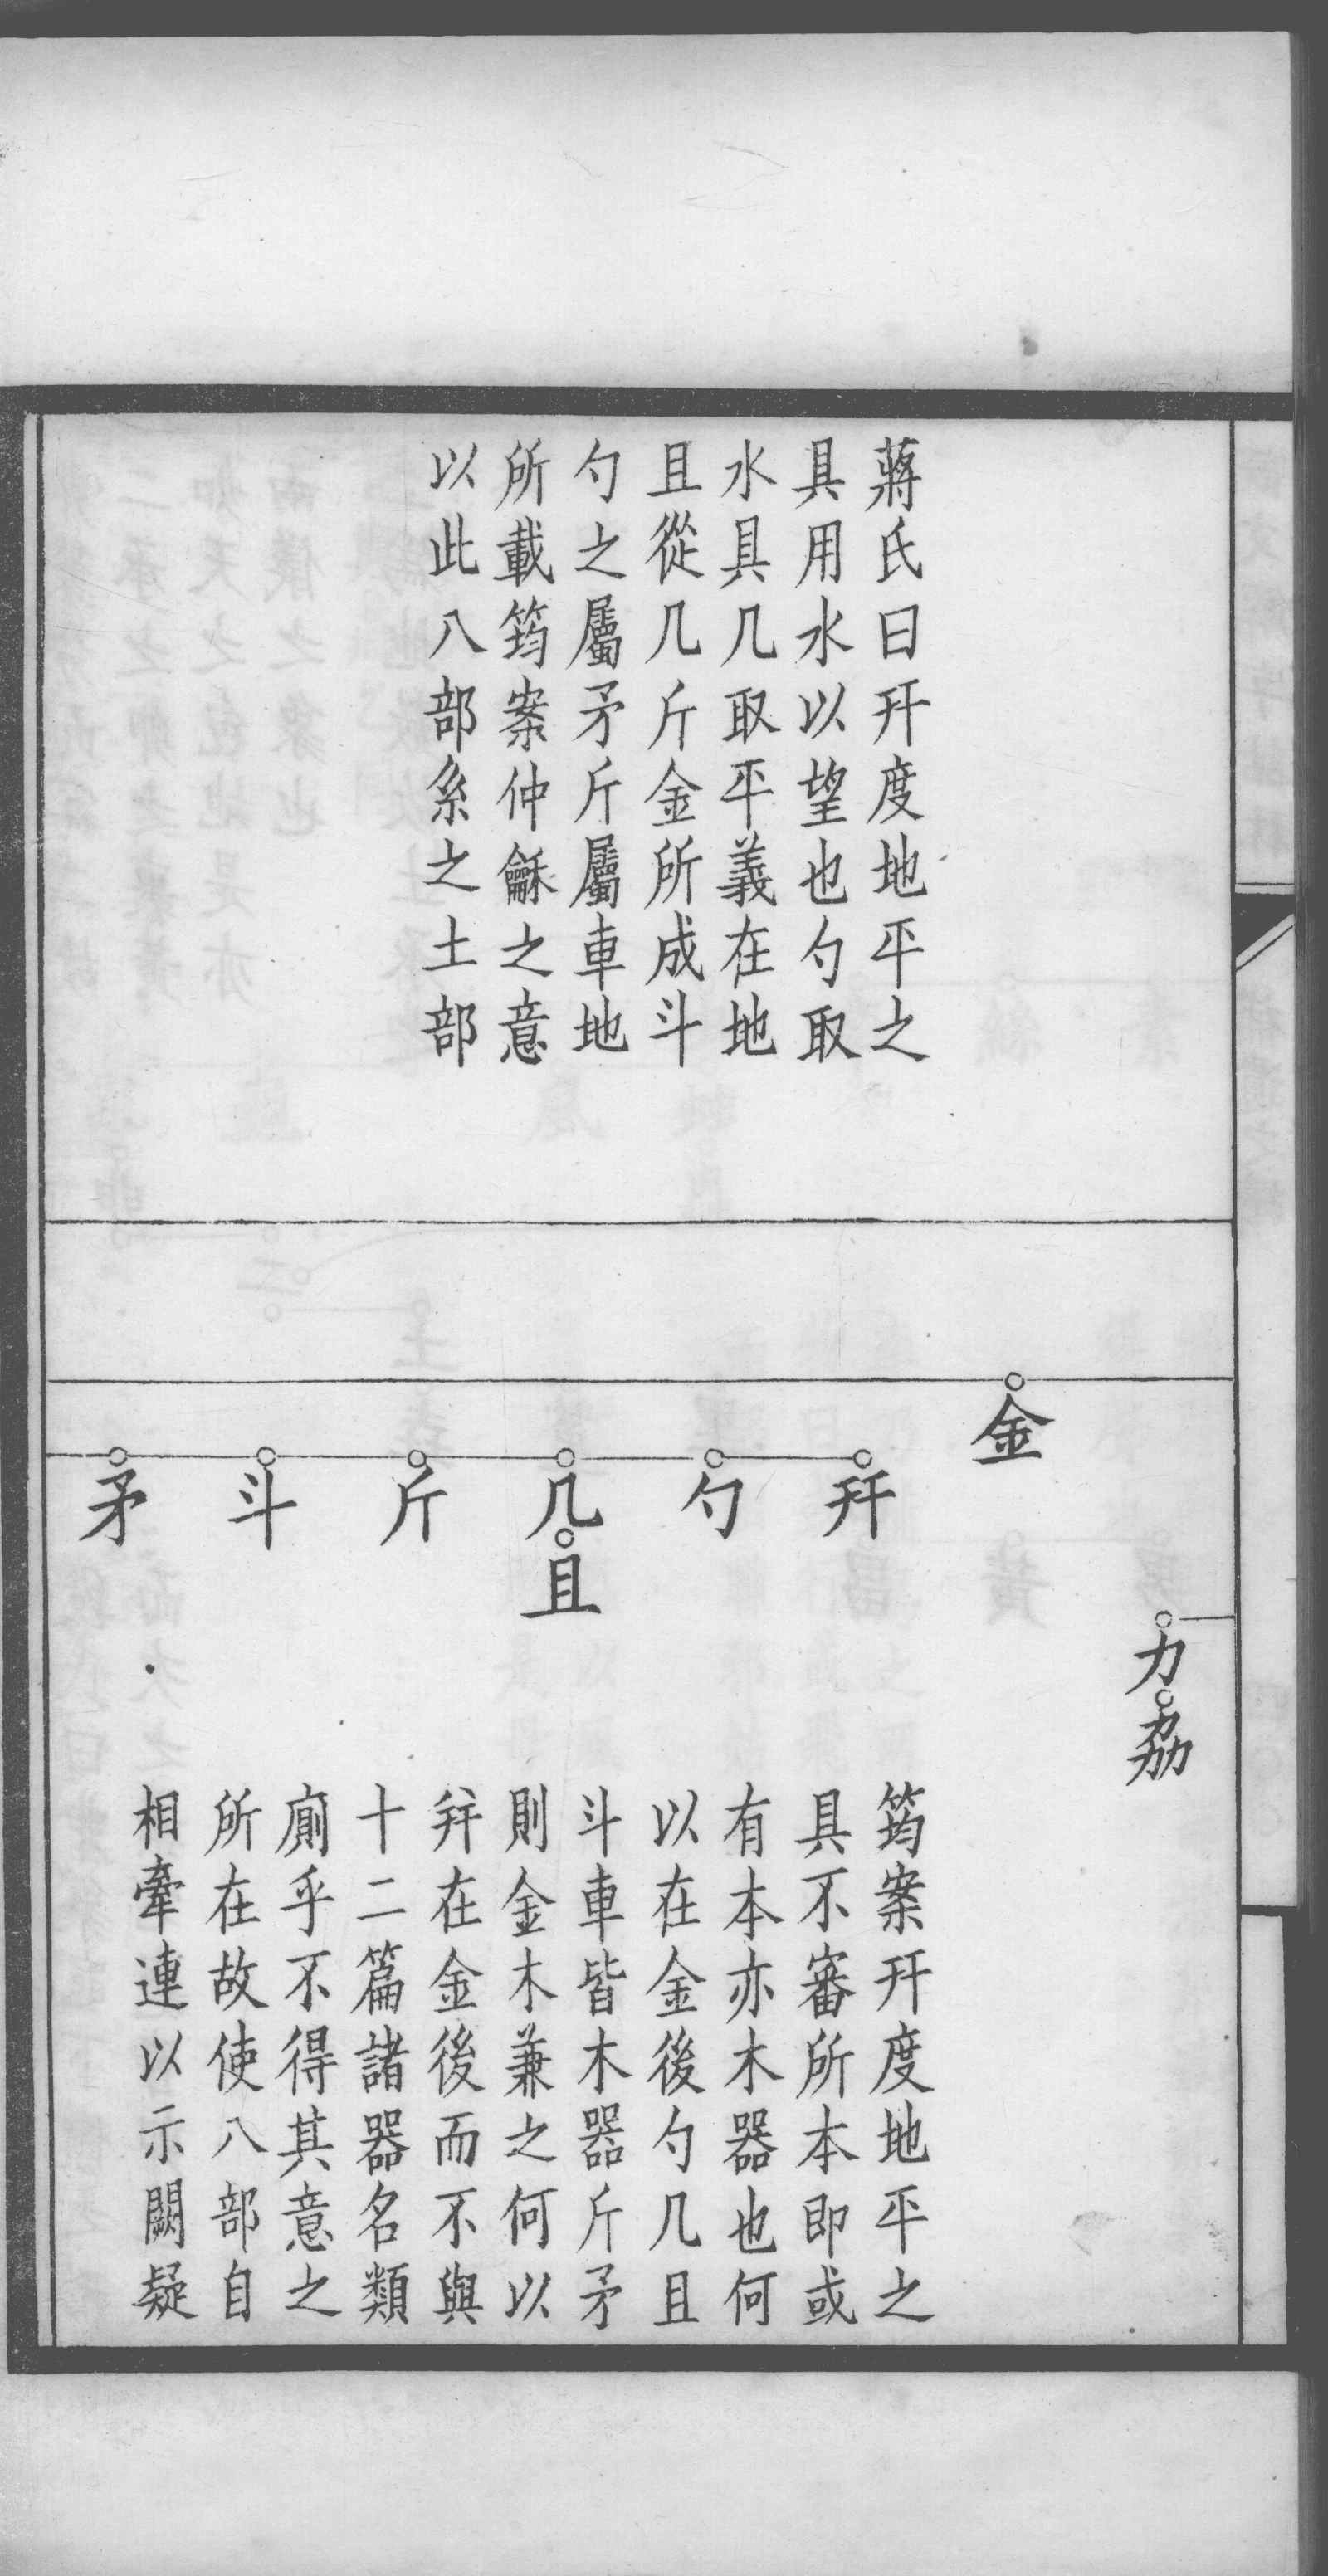 蔣氏曰幵度地平之
具用水以望也勺取
水具几取平義在地
且從几斤金所成斗
勺之屬矛斤屬車地
所載筠案仲龢之意
以此八部系之土部
力
劦
金
幵
勺
几
且
斤
斗
矛
筠案幵度地平之
具不審所本即或
有本亦木器也何
以在金後勺几且
斗車皆木器斤矛
則金木兼之何以
幷在金後而不與
十二篇諸器名類
廁乎不得其意之
所在故使八部自
相牽連以示闕疑